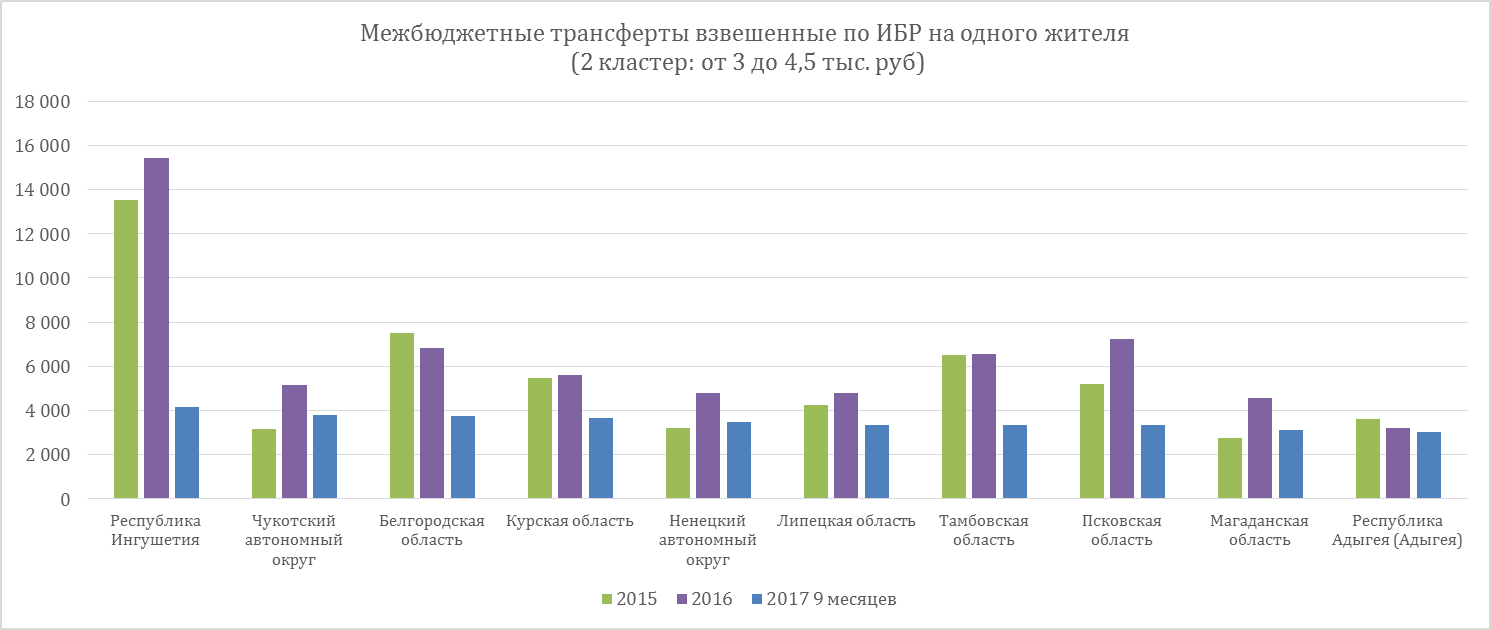 Межбюджетные трансферты взвешенные по ИБР на одного жителя
(2 кластер: от 3 до 4,5 тыс. руб)
18 000
16 000
14 000
12 000
10 000
8 000
6 000
4 000
2 000
0
Республика
Ингушетия
Чукотский
автономный
округ
Белгородская
область
Курская область
Ненецкий
автономный
округ
Липецкая область
Тамбовская
область
Псковская
область
Магаданская
область
Республика
Адыгея (Адыгея)
2015
2016
2017 9 месяцев